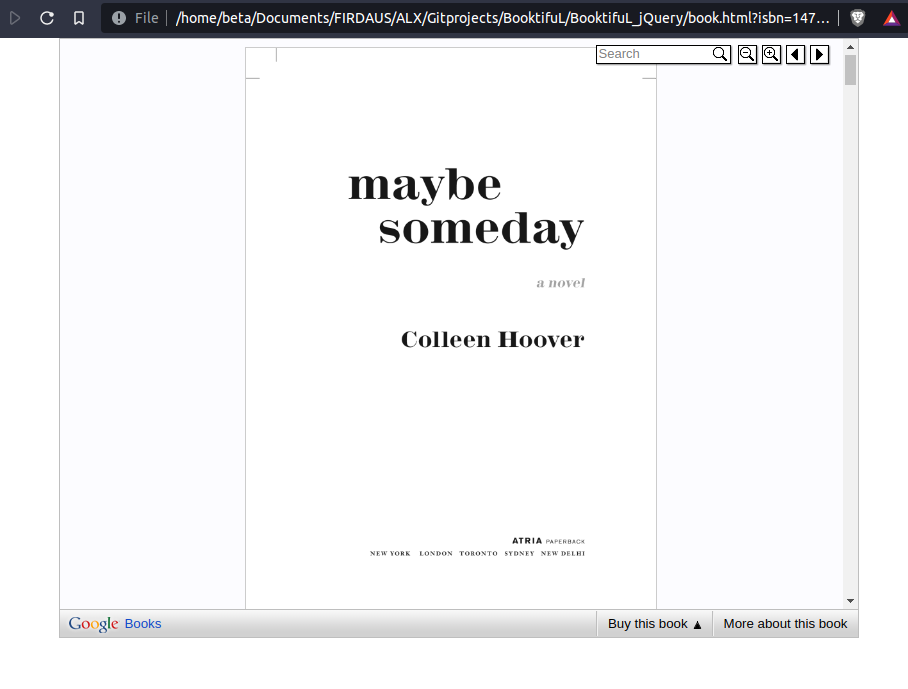 File /home/beta/Documents/FIRDAUS/ALX/Gitprojects/BooktifuL/BooktifuL_jQuery/book.html?isbn=147...
Search
maybe
someday
a novel
Colleen Hoover
ATRIA PAPERBACK
NEW YORK LONDON TORONTO SYDNEY NEW DELHI
Google Books Buy this book ▲ More about this book